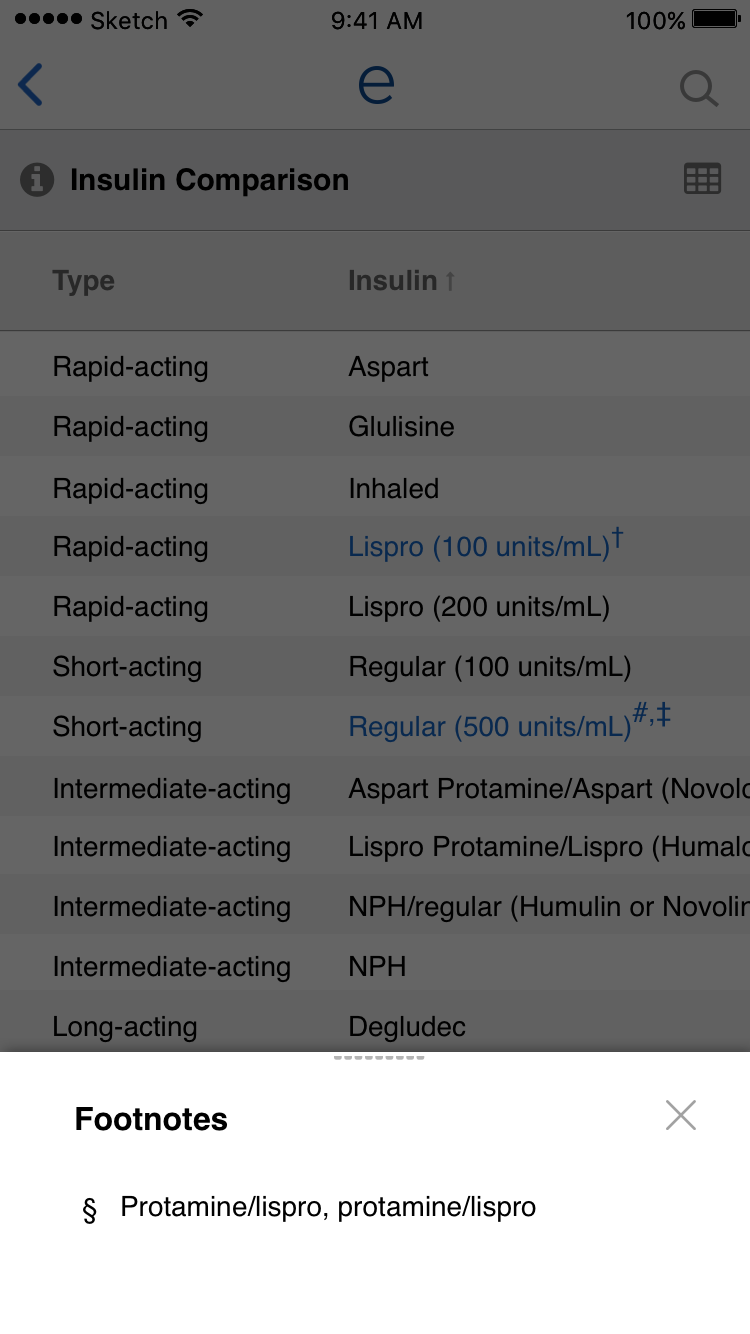 ●●●●● Sketch 9:41 AM 100%
e
Insulin Comparison
Type Insulin ↑
Rapid-acting Aspart
Rapid-acting Glulisine
Rapid-acting Inhaled
Rapid-acting Lispro (100 units/mL)†
Rapid-acting Lispro (200 units/mL)
Short-acting Regular (100 units/mL)
Short-acting Regular (500 units/mL)#,‡
Intermediate-acting Aspart Protamine/Aspart (Novolo
Intermediate-acting Lispro Protamine/Lispro (Humalo
Intermediate-acting NPH/regular (Humulin or Novolin
Intermediate-acting NPH
Long-acting Degludec
Footnotes
§ Protamine/lispro, protamine/lispro